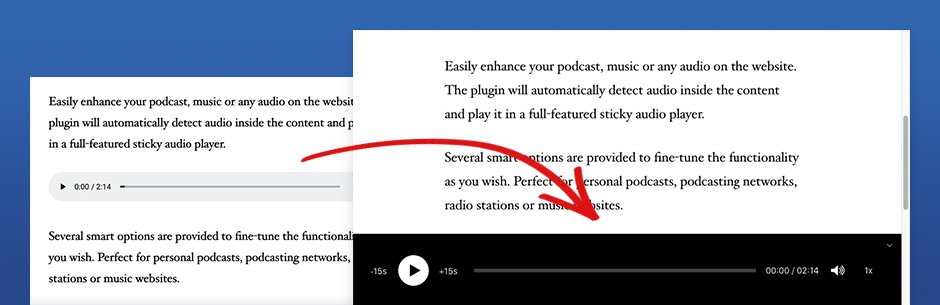 Easily enhance your podcast, music or any audio on the
plugin will automatically detect audio inside the content and
in a full-featured sticky audio player.
0:00 / 2:14
Several smart options are provided to fine-tune the
you wish. Perfect for personal podcasts, podcasting networks,
stations or music websites.
Easily enhance your podcast, music or any audio on the website.
The plugin will automatically detect audio inside the content
and play it in a full-featured sticky audio player.
Several smart options are provided to fine-tune the functionality
as you wish. Perfect for personal podcasts, podcasting networks,
radio stations or music websites.
-15s
+15s
00:00 / 02:14
1x